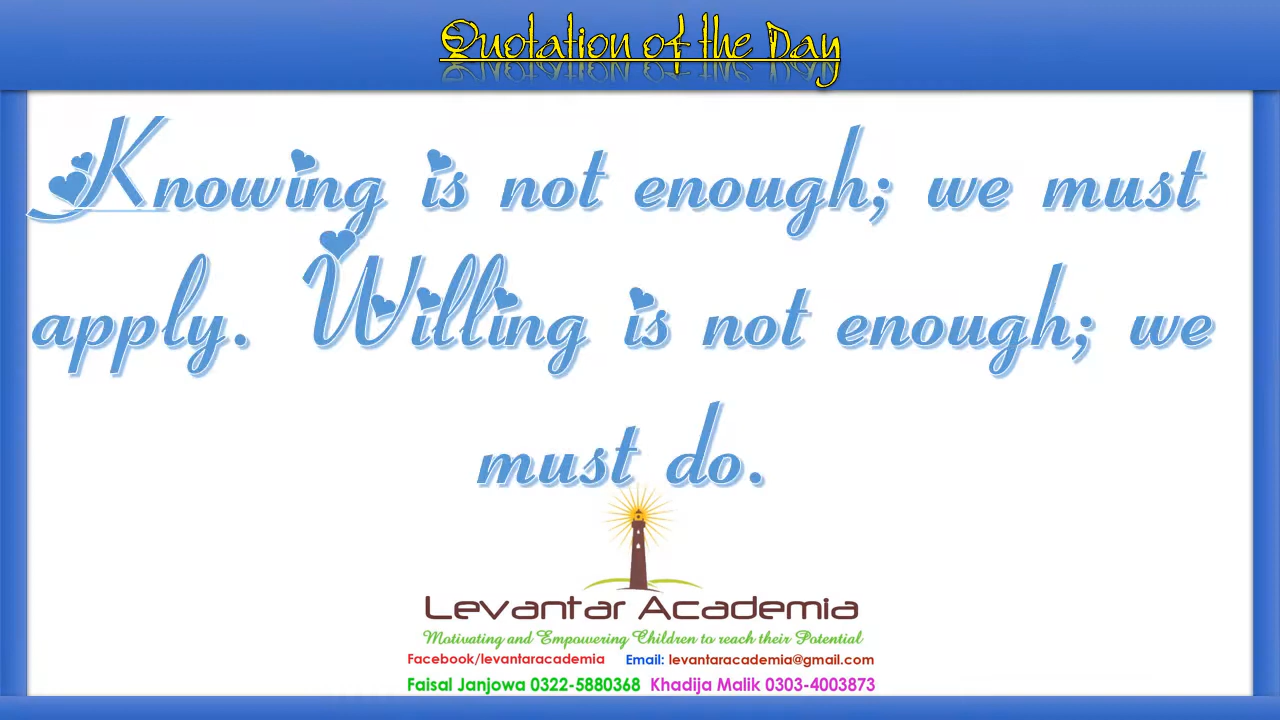 Quotation of the Day
Knowing is not enough; we must
apply. Willing is not enough; we
must do.
Levantar Academia
Motivating and Empowering Children to reach their Potential
Facebook/levantaracademia Email: levantaracademia@gmail.com
Faisal Janjowa 0322-5880368 Khadija Malik 0303-4003873